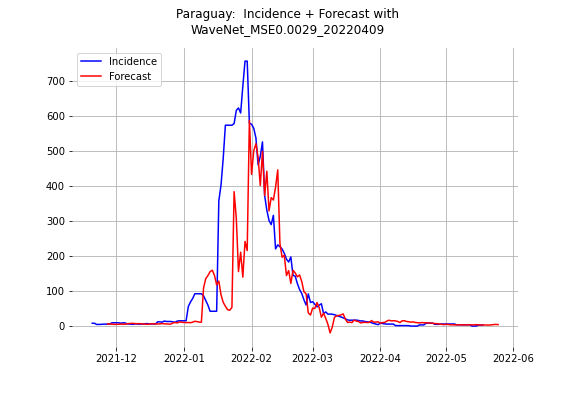 Paraguay: Incidence + Forecast with
WaveNet_MSE0.0029_20220409
Incidence
Forecast
700
600
500
400
300
200
100
0
2021-12 2022-01 2022-02 2022-03 2022-04 2022-05 2022-06